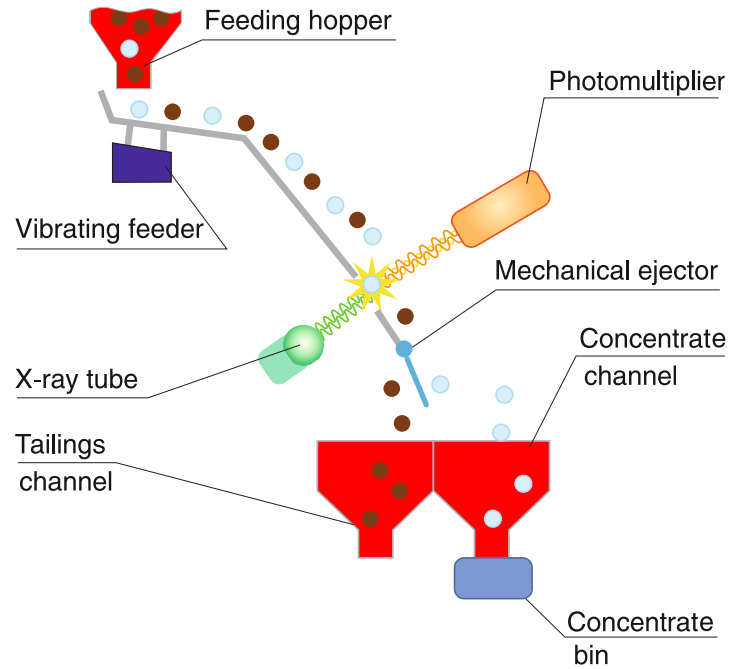 Feeding hopper
Photomultiplier
Vibrating feeder
Mechanical ejector
Concentrate
channel
X-ray tube
Tailings
channel
Concentrate
bin